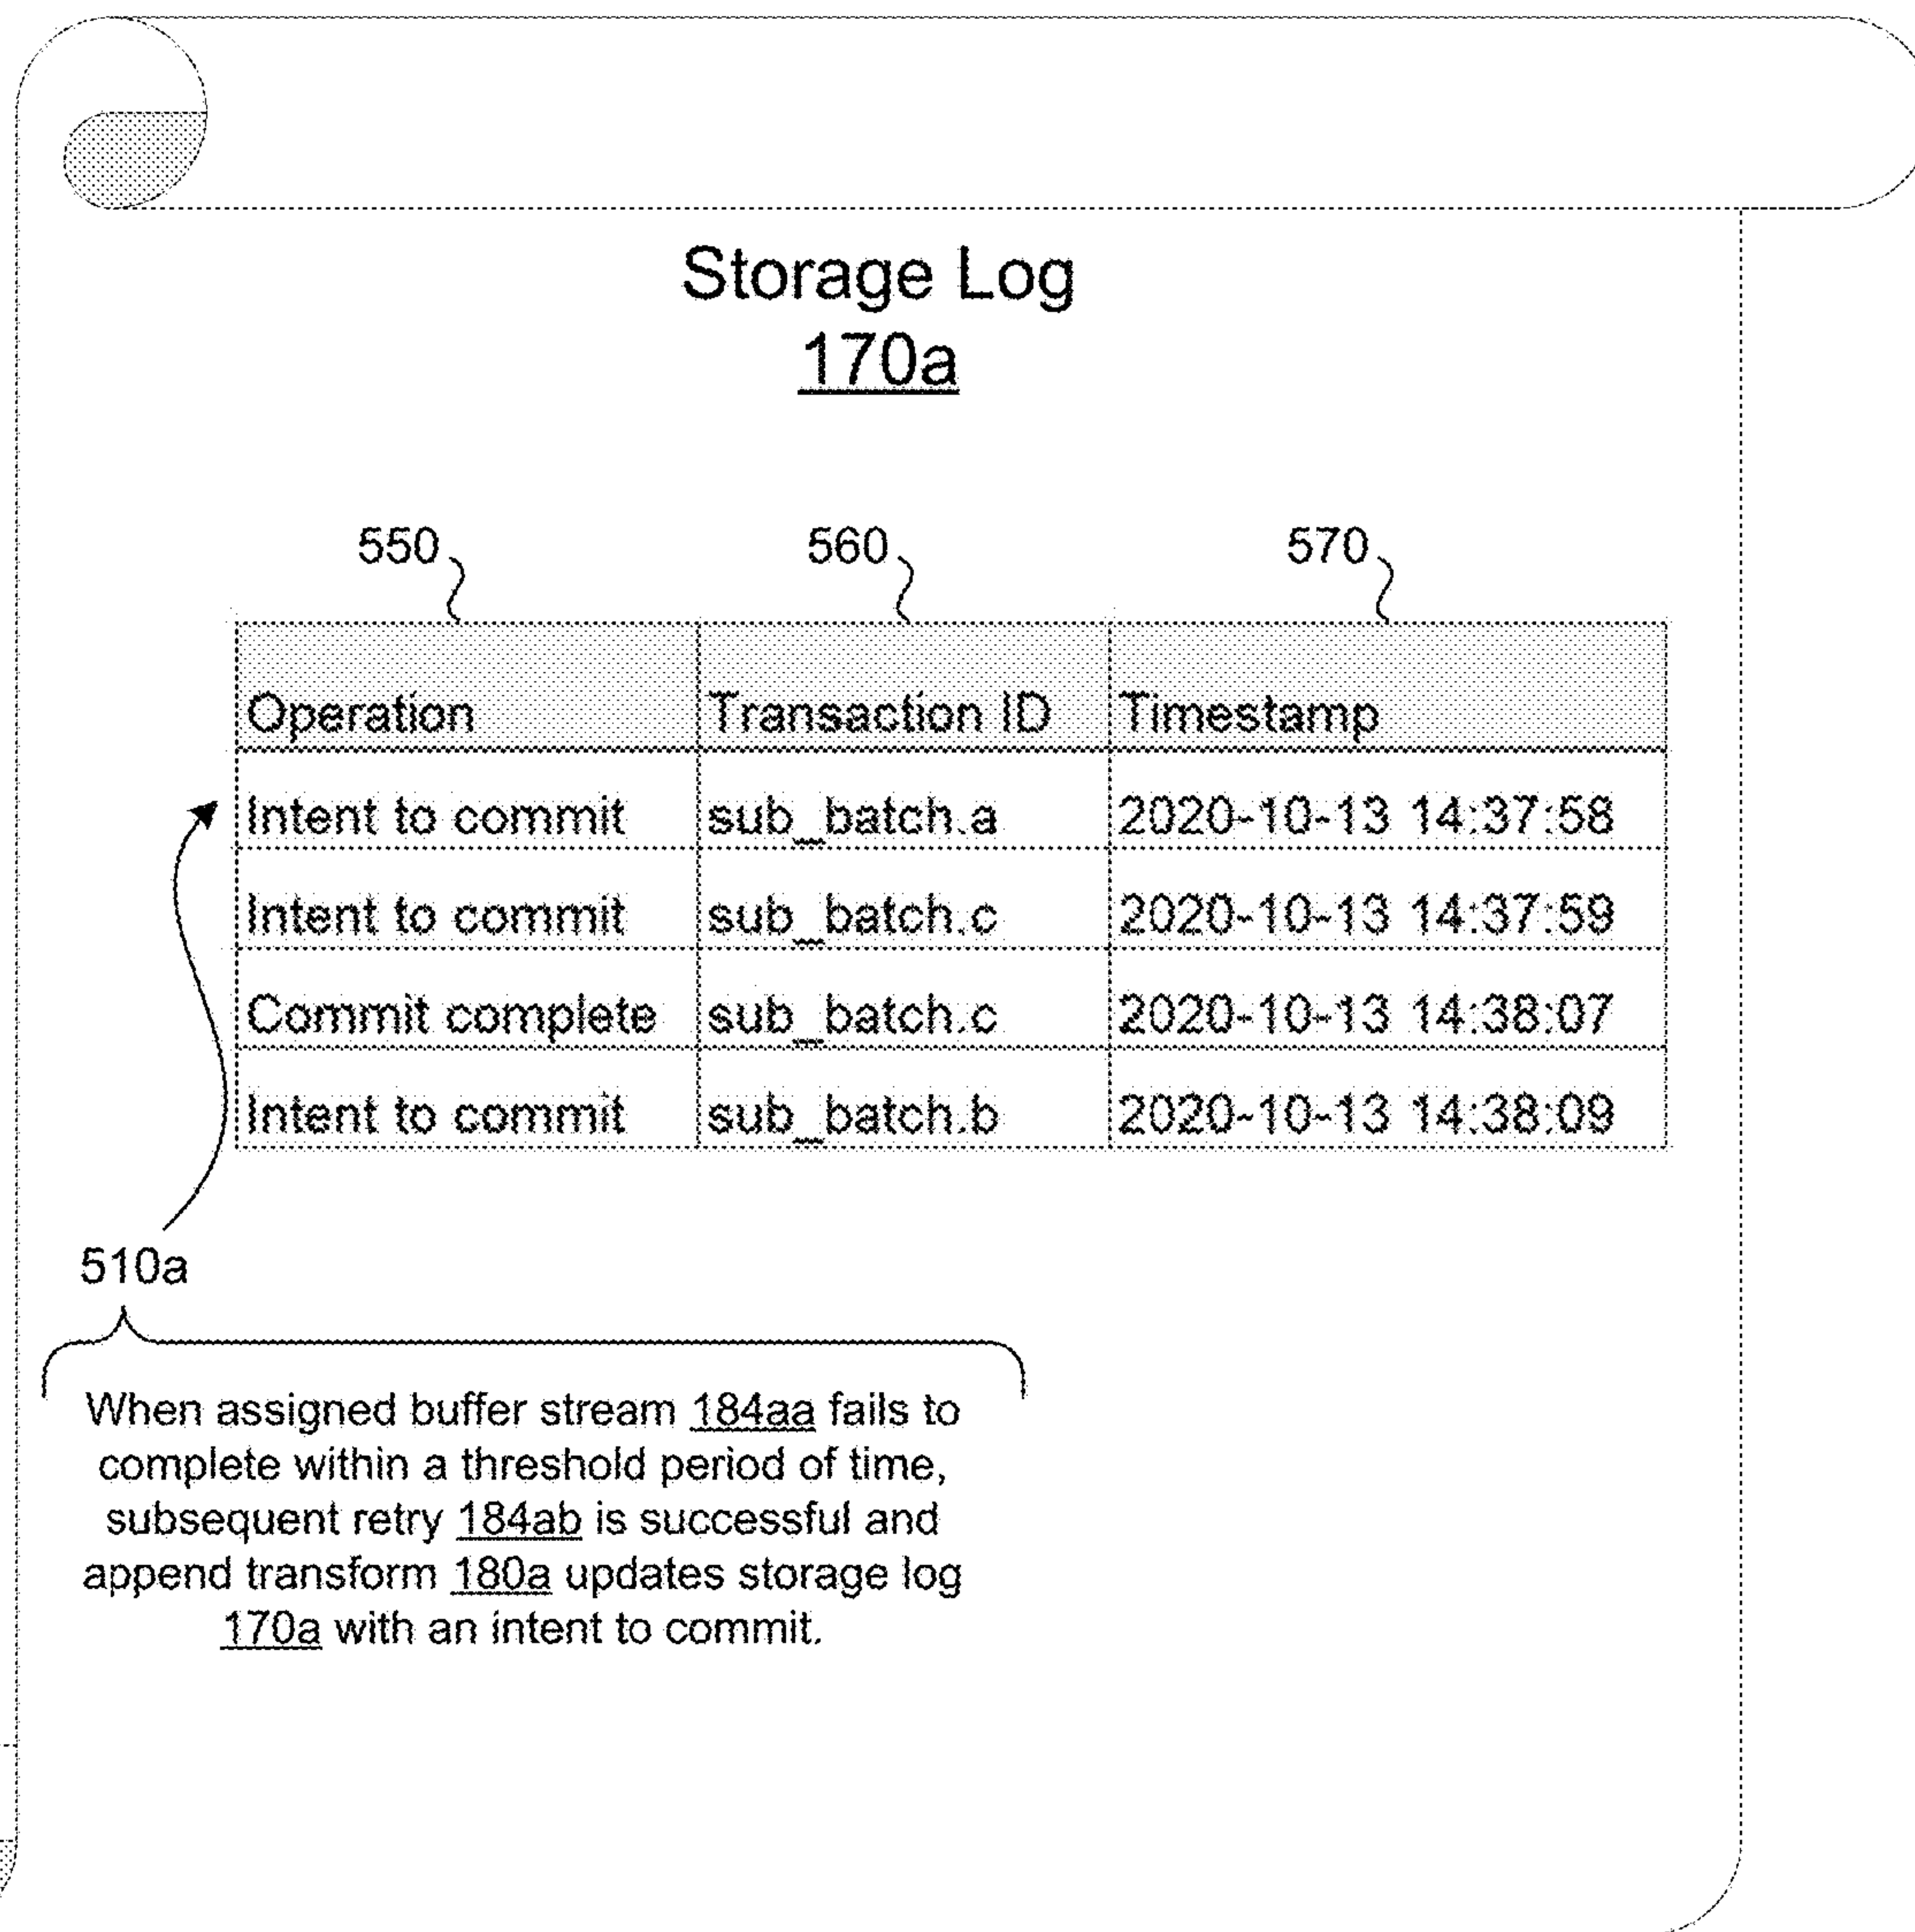 Storage Log
170a
550 560 570
Operation Transaction ID Timestamp
Intent to commit sub_batch.a 2020-10-13 14:37:58
Intent to commit sub_batch.c 2020-10-13 14:37:59
Commit complete sub_batch.c 2020-10-13 14:38:07
Intent to commit sub_batch.b 2020-10-13 14:38:09
510a
When assigned buffer stream 184aa fails to
complete within a threshold period of time,
subsequent retry 184ab is successful and
append transform 180a updates storage log
170a with an intent to commit.